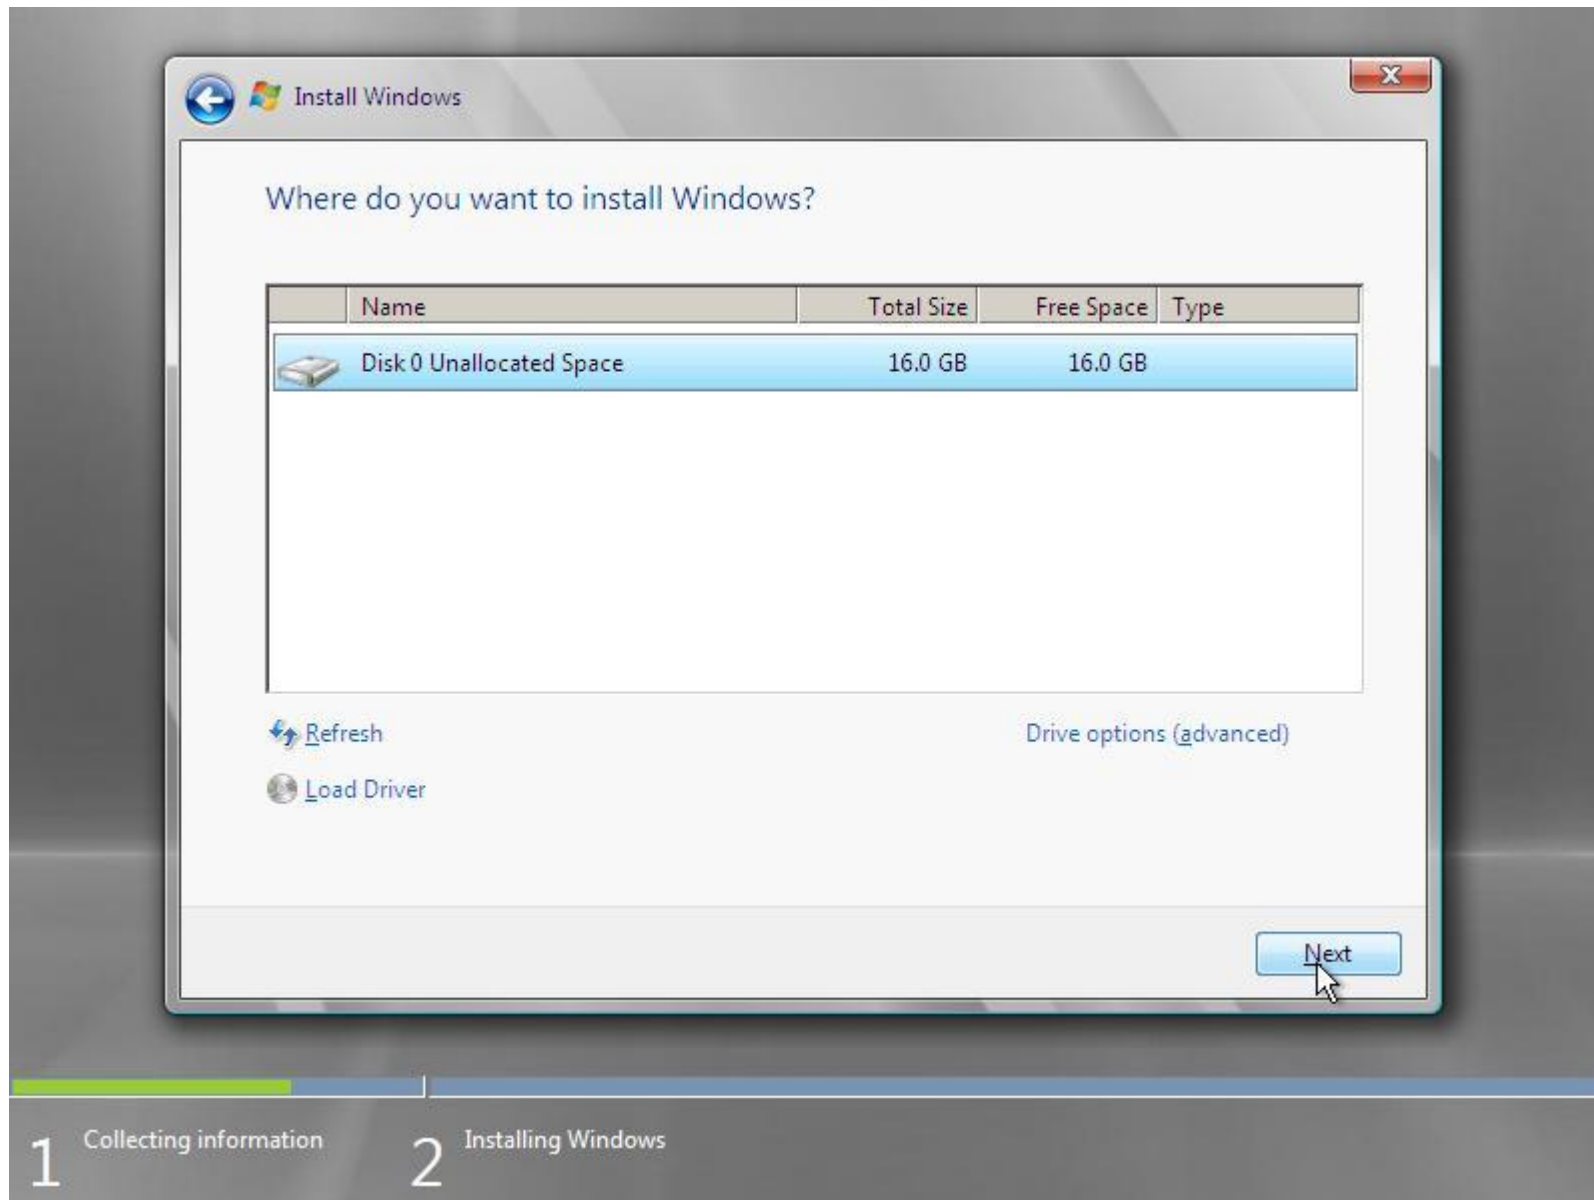 Install Windows
Where do you want to install Windows?
Name Total Size Free Space Type
Disk 0 Unallocated Space 16.0 GB 16.0 GB
Refresh Drive options (advanced)
Load Driver
Next
1 Collecting information 2 Installing Windows